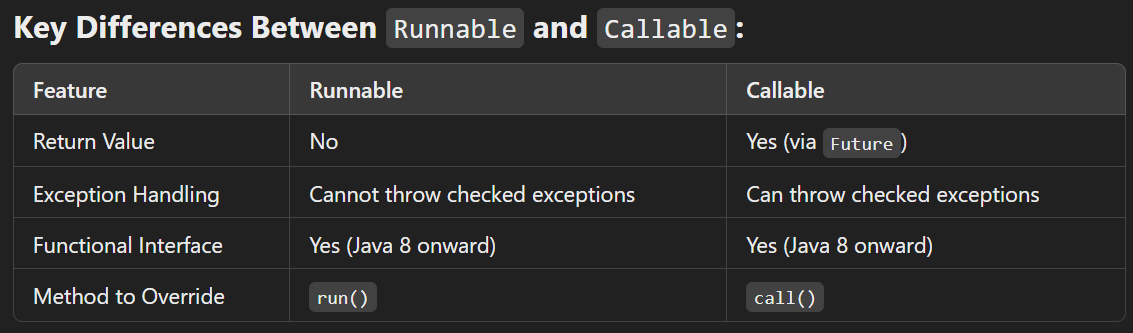 Key Differences Between Runnable and Callable:
Feature Runnable Callable
Return Value No Yes (via Future)
Exception Handling Cannot throw checked exceptions Can throw checked exceptions
Functional Interface Yes (Java 8 onward) Yes (Java 8 onward)
Method to Override run() call()